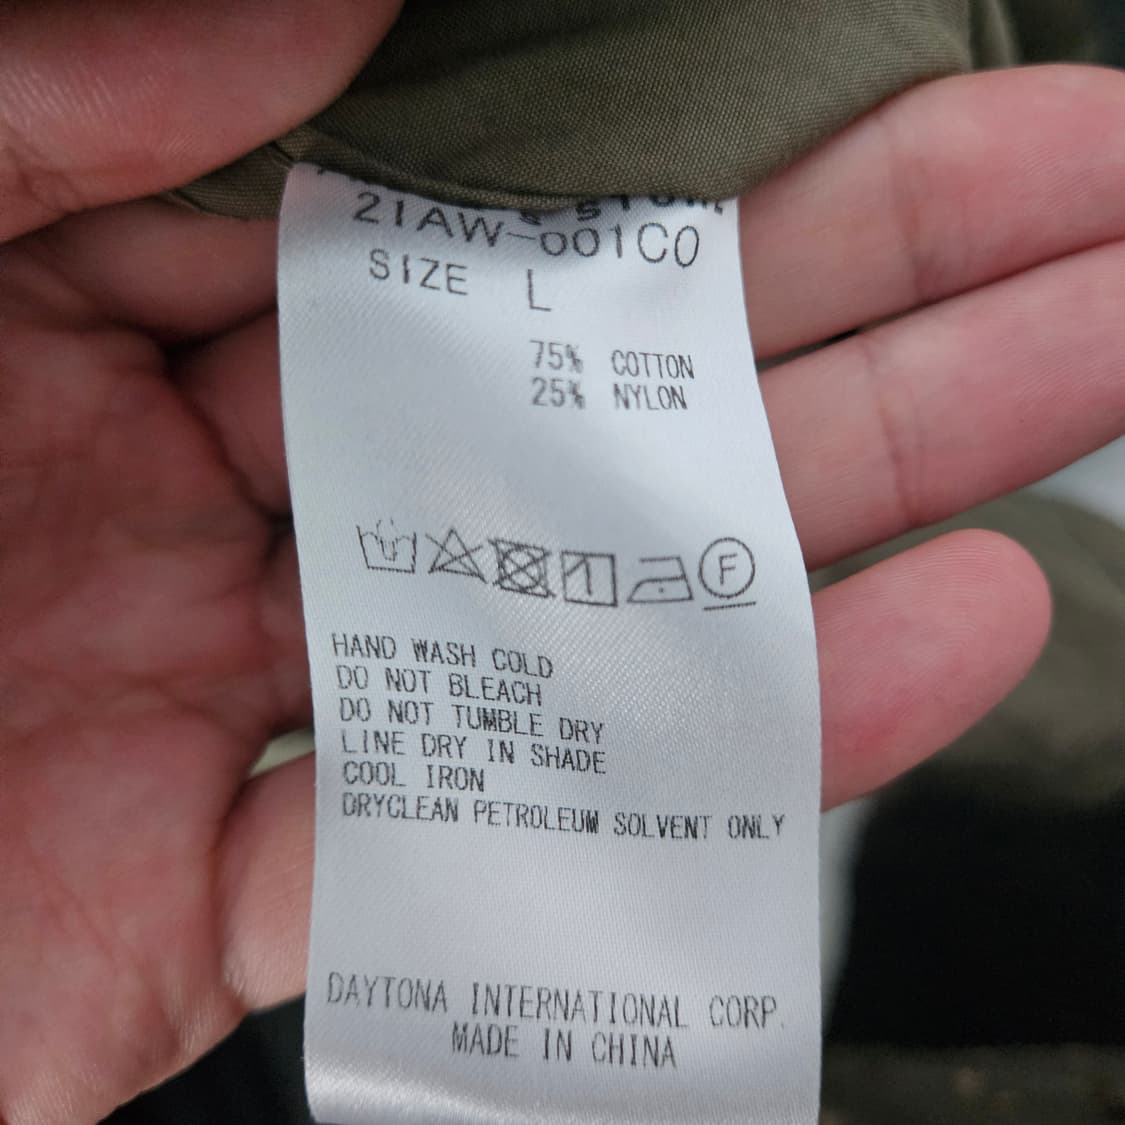 21AW-001CO
SIZE L
75% COTTON
25% NYLON
F
HAND WASH COLD
DO NOT BLEACH
DO NOT TUMBLE DRY
LINE DRY IN SHADE
COOL IRON
DRYCLEAN PETROLEUM SOLVENT ONLY
DAYTONA INTERNATIONAL CORP.
MADE IN CHINA